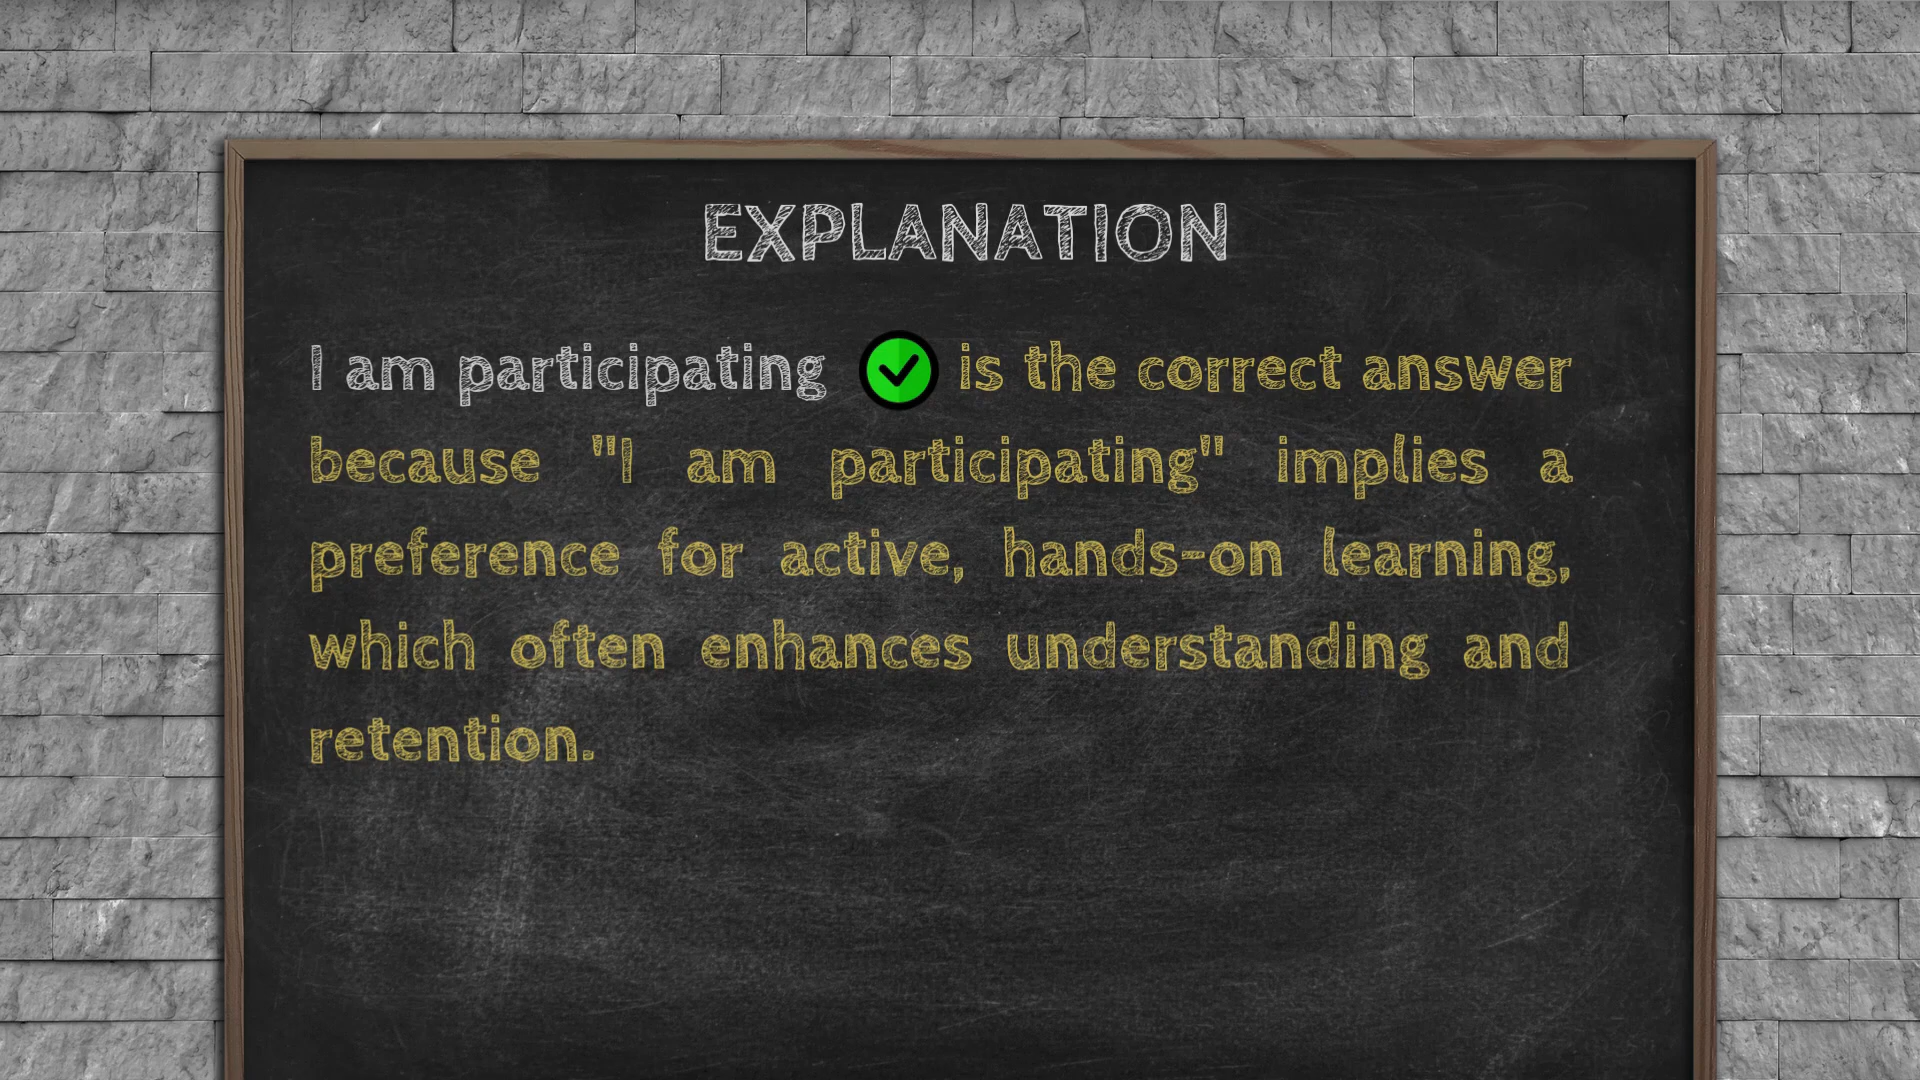 EXPLANATION
I am participating is the correct answer
because "I am participating" implies a
preference for active, hands-on learning,
which often enhances understanding and
retention.